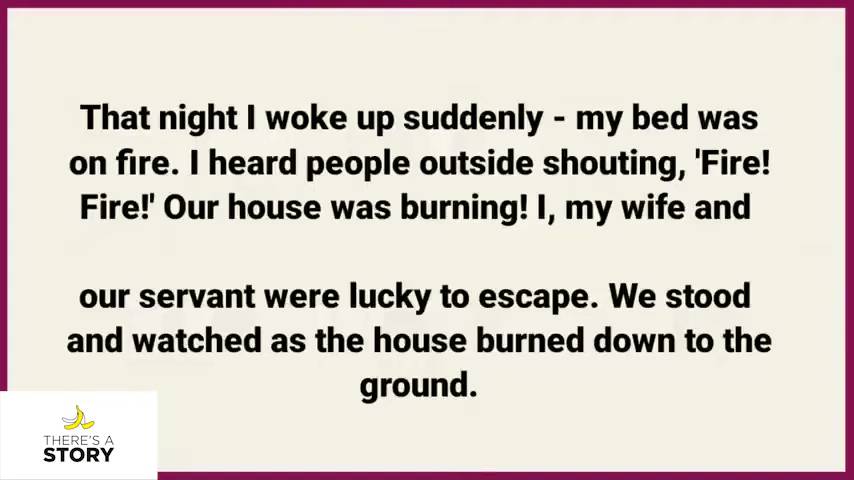 That night I woke up suddenly - my bed was
on fire. I heard people outside shouting, 'Fire!
Fire!' Our house was burning! I, my wife and
our servant were lucky to escape. We stood
and watched as the house burned down to the
ground.
THERE'S A
STORY